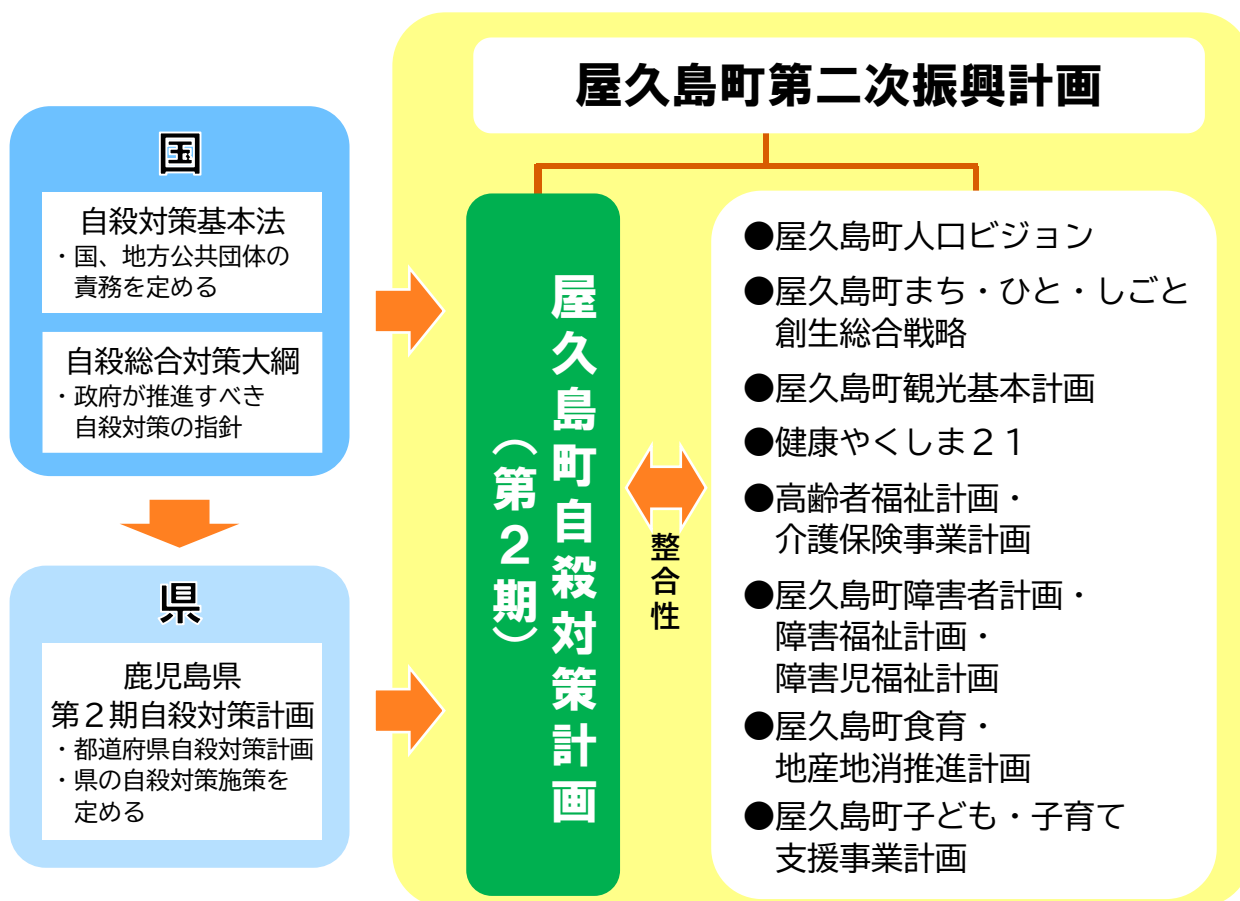 屋久島町第二次振興計画
国
自殺対策基本法
・国、地方公共団体の
責務を定める
自殺総合対策大綱
・政府が推進すべき
自殺対策の指針
県
鹿児島県
第２期自殺対策計画
・都道府県自殺対策計画
・県の自殺対策施策を
定める
屋久島町自殺対策計画
（第２期）
整合性
●屋久島町人口ビジョン
●屋久島町まち・ひと・しごと
創生総合戦略
●屋久島町観光基本計画
●健康やくしま２１
●高齢者福祉計画・
介護保険事業計画
●屋久島町障害者計画・
障害福祉計画・
障害児福祉計画
●屋久島町食育・
地産地消推進計画
●屋久島町子ども・子育て
支援事業計画